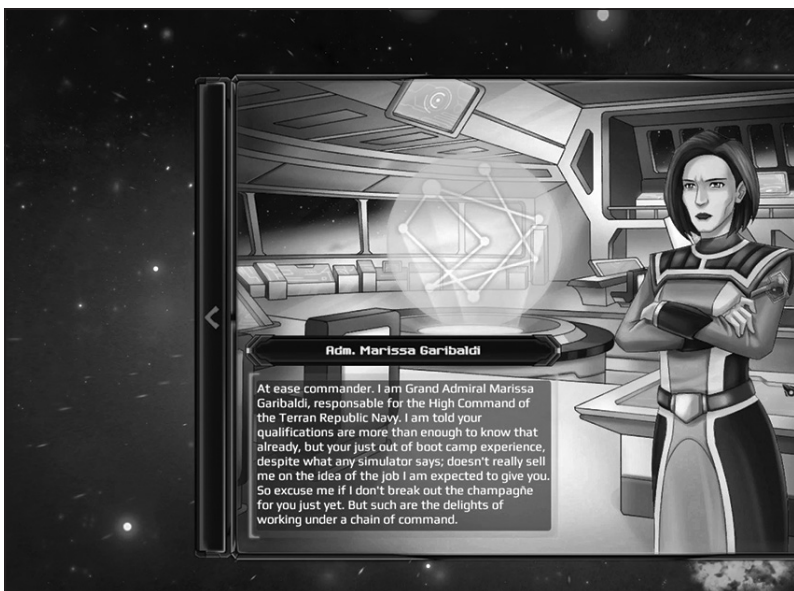 Adm. Marissa Garibaldi
At ease commander. I am Grand Admiral Marissa
Garibaldi, responsable for the High Command of
the Terran Republic Navy. I am told your
qualifications are more than enough to know that
already, but your just out of boot camp experience,
despite what any simulator says; doesn't really sell
me on the idea of the job I am expected to give you.
So excuse me if I don't break out the champagñe
for you just yet. But such are the delights of
working under a chain of command.